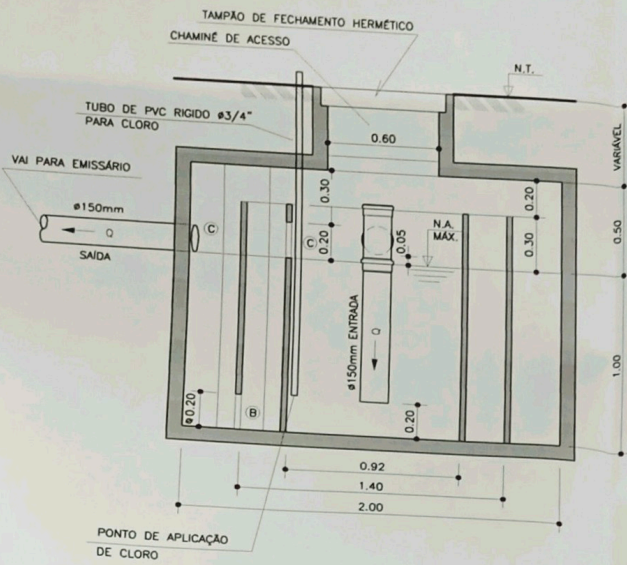 TAMPÃO DE FECHAMENTO HERMÉTICO
CHAMINÉ DE ACESSO
N.T.
TUBO DE PVC RIGIDO ø3/4"
PARA CLORO
0.60
VARIÁVEL
VAI PARA EMISSÁRIO
ø150mm
Q
SAÍDA
C
0.30
0.20
C
0.05
N.A.
MÁX.
0.20
0.30
0.50
ø150mm ENTRADA
Q
1.00
0.20
B
0.20
0.92
1.40
2.00
PONTO DE APLICAÇÃO
DE CLORO